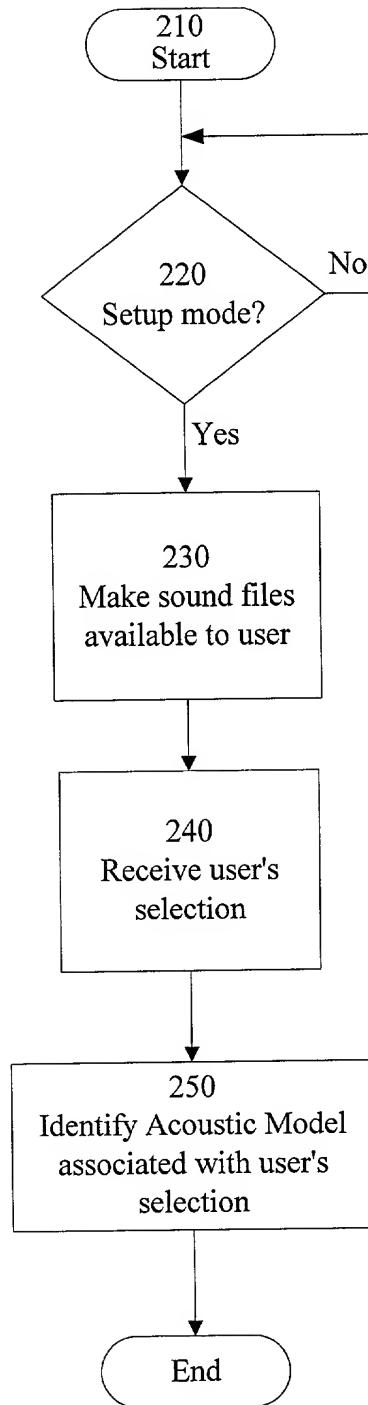 210
Start
220
Setup mode?
No
Yes
230
Make sound files
available to user
240
Receive user's
selection
250
Identify Acoustic Model
associated with user's
selection
End